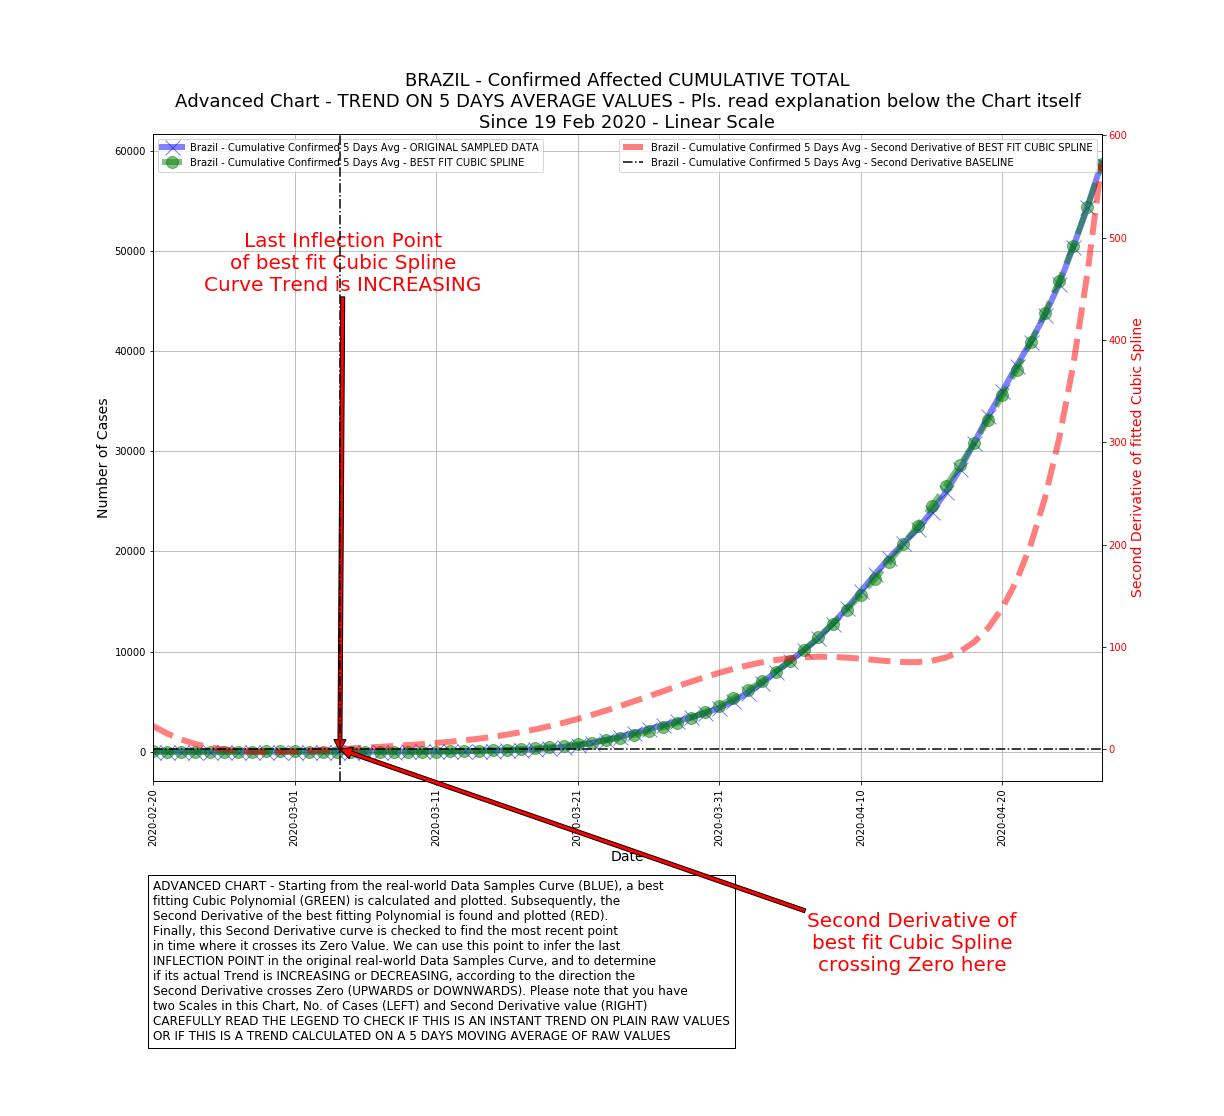 BRAZIL - Confirmed Affected CUMULATIVE TOTAL
Advanced Chart - TREND ON 5 DAYS AVERAGE VALUES - Pls. read explanation below the Chart itself
Since 19 Feb 2020 - Linear Scale
Brazil - Cumulative Confirmed 5 Days Avg - ORIGINAL SAMPLED DATA
Brazil - Cumulative Confirmed 5 Days Avg - BEST FIT CUBIC SPLINE
Brazil - Cumulative Confirmed 5 Days Avg - Second Derivative of BEST FIT CUBIC SPLINE
Brazil - Cumulative Confirmed 5 Days Avg - Second Derivative BASELINE
Last Inflection Point
of best fit Cubic Spline
Curve Trend is INCREASING
Number of Cases
60000
50000
40000
30000
20000
10000
0
600
500
400
300
200
100
0
Second Derivative of fitted Cubic Spline
2020-02-20
2020-03-01
2020-03-11
2020-03-21
2020-03-31
2020-04-10
2020-04-20
Date
Second Derivative of
best fit Cubic Spline
crossing Zero here
ADVANCED CHART - Starting from the real-world Data Samples Curve (BLUE), a best
fitting Cubic Polynomial (GREEN) is calculated and plotted. Subsequently, the
Second Derivative of the best fitting Polynomial is found and plotted (RED).
Finally, this Second Derivative curve is checked to find the most recent point
in time where it crosses its Zero Value. We can use this point to infer the last
INFLECTION POINT in the original real-world Data Samples Curve, and to determine
if its actual Trend is INCREASING or DECREASING, according to the direction the
Second Derivative crosses Zero (UPWARDS or DOWNWARDS). Please note that you have
two Scales in this Chart, No. of Cases (LEFT) and Second Derivative value (RIGHT)
CAREFULLY READ THE LEGEND TO CHECK IF THIS IS AN INSTANT TREND ON PLAIN RAW VALUES
OR IF THIS IS A TREND CALCULATED ON A 5 DAYS MOVING AVERAGE OF RAW VALUES